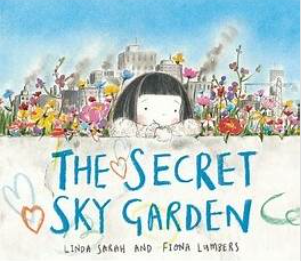 THE SECRET
SKY GARDEN
LINDA SARAH AND FIONA LUMBERS